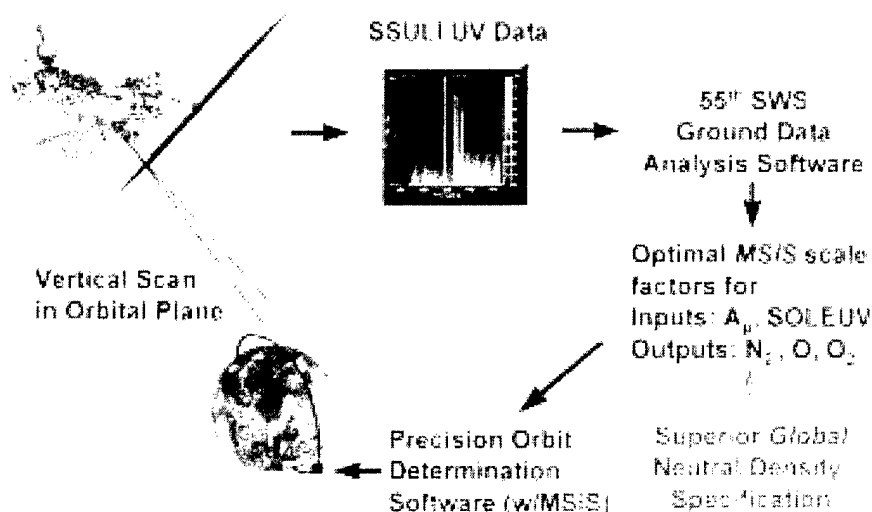 SSULI UV Data
55th SWS
Ground Data
Analysis Software
Vertical Scan
in Orbital Plane
Optimal MSIS scale
factors for
Inputs: Ap, SOLEUV
Outputs: N2, O, O2
Precision Orbit
Determination
Software (w/MSIS)
Superior Global
Neutral Density
Specification